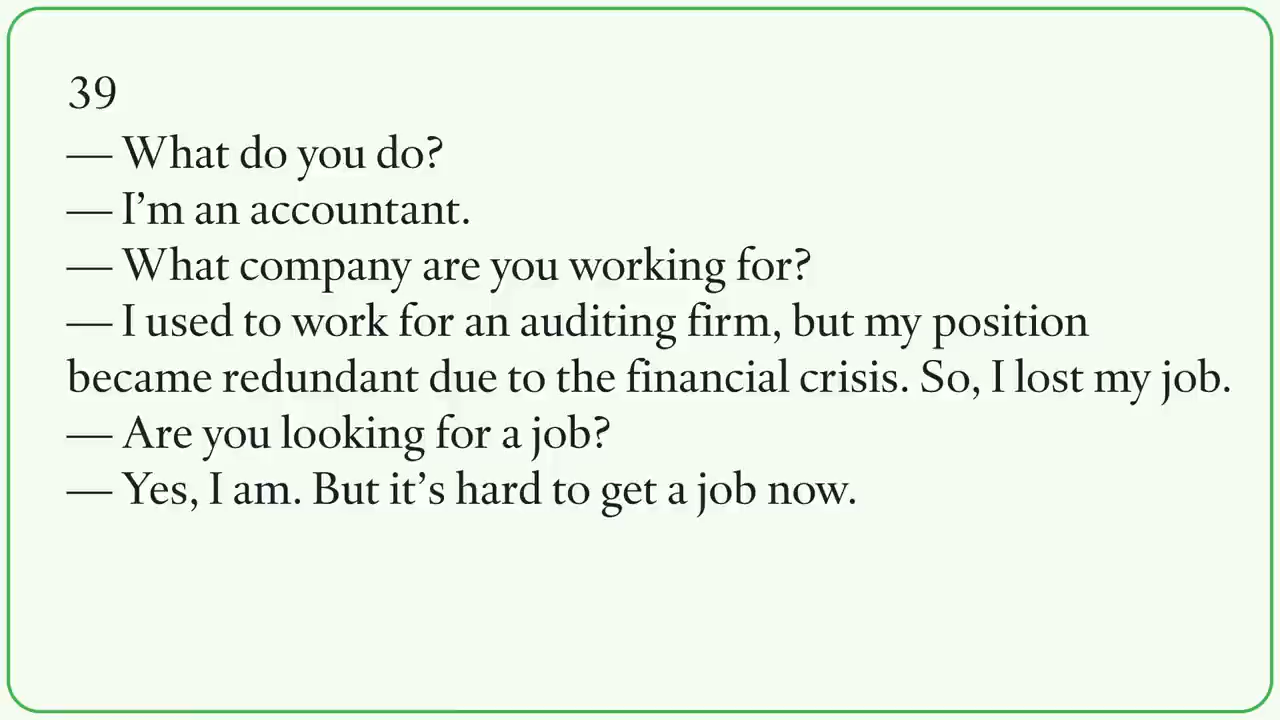 39
— What do you do?
— I’m an accountant.
— What company are you working for?
— I used to work for an auditing firm, but my position
became redundant due to the financial crisis. So, I lost my job.
— Are you looking for a job?
— Yes, I am. But it’s hard to get a job now.